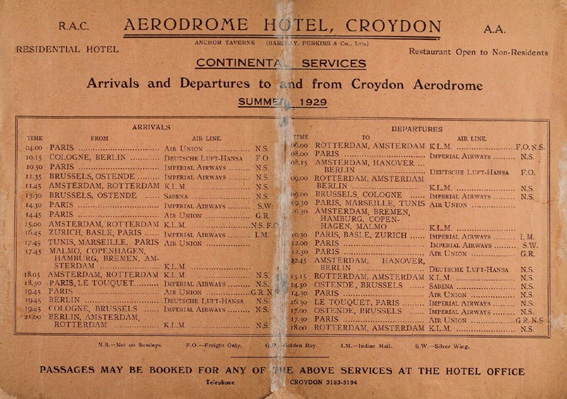 R.A.C. AERODROME HOTEL, CROYDON A.A.
ANCHOR TAVERNS (BARCLAY, PERKINS & Co., Ltd.)
RESIDENTIAL HOTEL Restaurant Open to Non-Residents
CONTINENTAL SERVICES
Arrivals and Departures to and from Croydon Aerodrome
SUMMER 1929
ARRIVALS
TIME FROM AIR LINE.
04.00 PARIS AIR UNION N.S.
10.15 COLOGNE, BERLIN DEUTSCHE LUFT-HANSA F.O.
10.50 PARIS IMPERIAL AIRWAYS N.S.
11.35 BRUSSELS, OSTENDE IMPERIAL AIRWAYS N.S.
11.45 AMSTERDAM, ROTTERDAM K.L.M. N.S.
13.30 BRUSSELS, OSTENDE SABENA N.S.
14.30 PARIS IMPERIAL AIRWAYS S.W.
14.45 PARIS AIR UNION G.R.
15.00 AMSTERDAM, ROTTERDAM K.L.M. N.S. F.O.
16.45 ZURICH, BASLE, PARIS IMPERIAL AIRWAYS I.M.
17.45 TUNIS, MARSEILLE, PARIS AIR UNION
17.45 MALMO, COPENHAGEN,
HAMBURG, BREMEN, AM-
STERDAM K.L.M.
18.05 AMSTERDAM, ROTTERDAM K.L.M. N.S.
18.30 PARIS, LE TOUQUET IMPERIAL AIRWAYS N.S.
19.45 PARIS AIR UNION G.R. N.S.
19.45 BERLIN DEUTSCHE LUFT-HANSA N.S.
19.45 COLOGNE, BRUSSELS IMPERIAL AIRWAYS N.S.
21.00 BERLIN, AMSTERDAM,
ROTTERDAM K.L.M. N.S.
DEPARTURES
TIME TO AIR LINE.
06.00 ROTTERDAM, AMSTERDAM K.L.M. F.O. N.S.
08.00 PARIS IMPERIAL AIRWAYS N.S.
08.15 AMSTERDAM, HANOVER
BERLIN DEUTSCHE LUFT-HANSA F.O.
09.00 ROTTERDAM, AMSTERDAM
BERLIN K.L.M. N.S.
09.00 BRUSSELS, COLOGNE IMPERIAL AIRWAYS N.S.
09.30 PARIS, MARSEILLE, TUNIS AIR UNION
AMSTERDAM, BREMEN,
HAMBURG, COPEN-
HAGEN, MALMO K.L.M.
10.30 PARIS, BASLE, ZURICH IMPERIAL AIRWAYS I.M.
12.00 PARIS IMPERIAL AIRWAYS S.W.
12.30 PARIS AIR UNION G.R.
AMSTERDAM, HANOVER,
BERLIN DEUTSCHE LUFT-HANSA N.S.
13.15 ROTTERDAM, AMSTERDAM K.L.M. N.S.
14.30 OSTENDE, BRUSSELS SABENA N.S.
14.30 PARIS AIR UNION N.S.
16.30 LE TOUQUET, PARIS IMPERIAL AIRWAYS N.S.
17.00 OSTENDE, BRUSSELS IMPERIAL AIRWAYS N.S.
17.30 PARIS AIR UNION G.R. N.S.
18.00 ROTTERDAM, AMSTERDAM K.L.M. N.S.
N.S.—Not on Sundays. F.O.—Freight Only. G.R.—Golden Ray. I.M.—Indian Mail. S.W.—Silver Wing.
PASSAGES MAY BE BOOKED FOR ANY OF THE ABOVE SERVICES AT THE HOTEL OFFICE
Telephone CROYDON 3193-3194